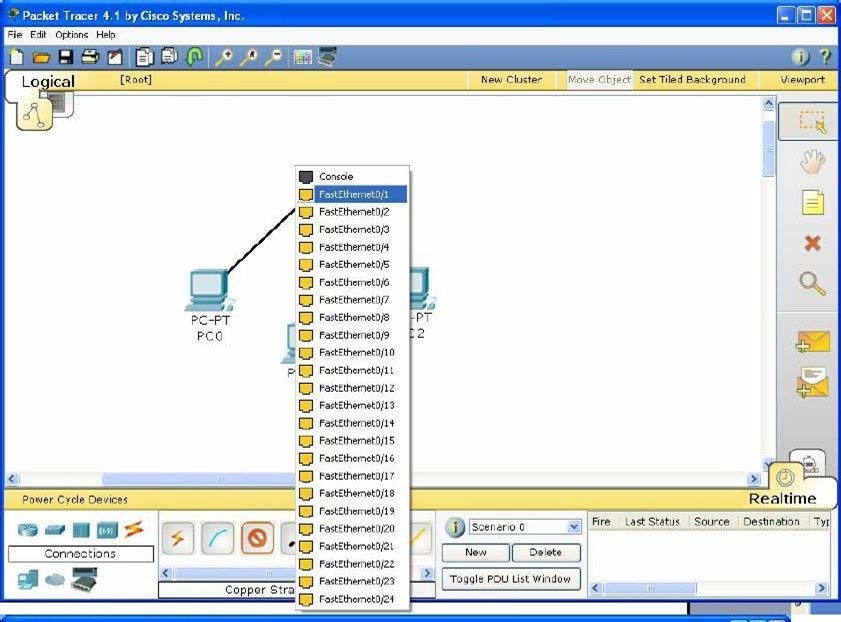 Packet Tracer 4.1 by Cisco Systems, Inc.
File Edit Options Help
Logical [Root] New Cluster Move Object Set Tiled Background Viewport
Console
FastEthernet0/1
FastEthernet0/2
FastEthernet0/3
FastEthernet0/4
FastEthernet0/5
FastEthernet0/6
FastEthernet0/7
FastEthernet0/8
FastEthernet0/9
FastEthernet0/10
FastEthernet0/11
FastEthernet0/12
FastEthernet0/13
FastEthernet0/14
FastEthernet0/15
FastEthernet0/16
FastEthernet0/17
FastEthernet0/18
FastEthernet0/19
FastEthernet0/20
FastEthernet0/21
FastEthernet0/22
FastEthernet0/23
FastEthernet0/24
PC-PT
PC0
-PT
2
P
Power Cycle Devices
Realtime
Connections
Copper Stra
Scenario 0
New Delete
Toggle PDU List Window
Fire Last Status Source Destination Typ